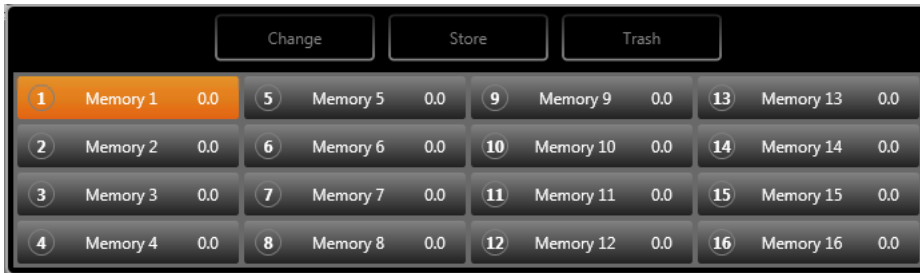 Change Store Trash
1 Memory 1 0.0 5 Memory 5 0.0 9 Memory 9 0.0 13 Memory 13 0.0
2 Memory 2 0.0 6 Memory 6 0.0 10 Memory 10 0.0 14 Memory 14 0.0
3 Memory 3 0.0 7 Memory 7 0.0 11 Memory 11 0.0 15 Memory 15 0.0
4 Memory 4 0.0 8 Memory 8 0.0 12 Memory 12 0.0 16 Memory 16 0.0